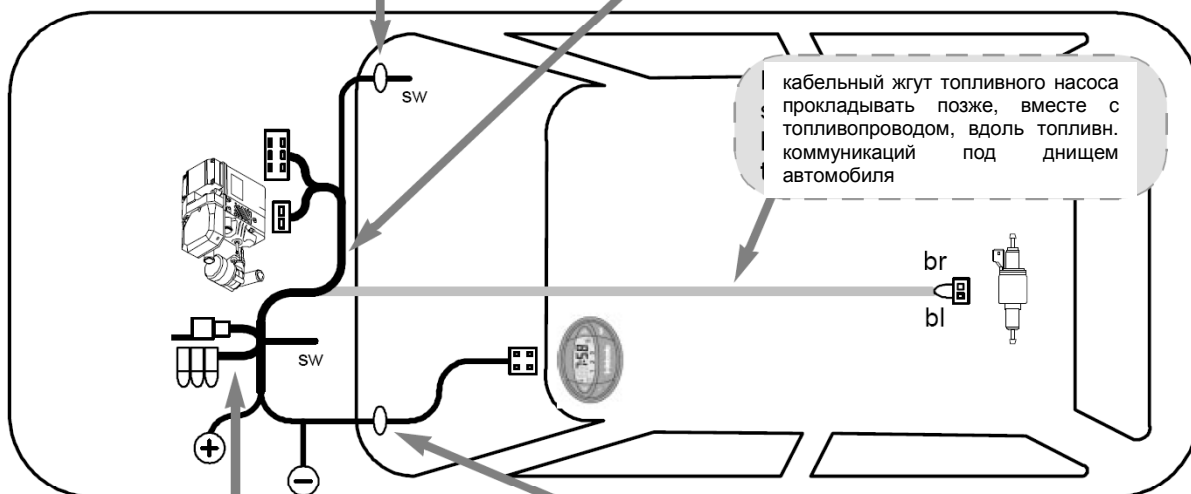 sw
кабельный жгут топливного насоса
прокладывать позже, вместе с
топливопроводом, вдоль топливн.
коммуникаций под днищем
автомобиля
br
bl
sw
+
−